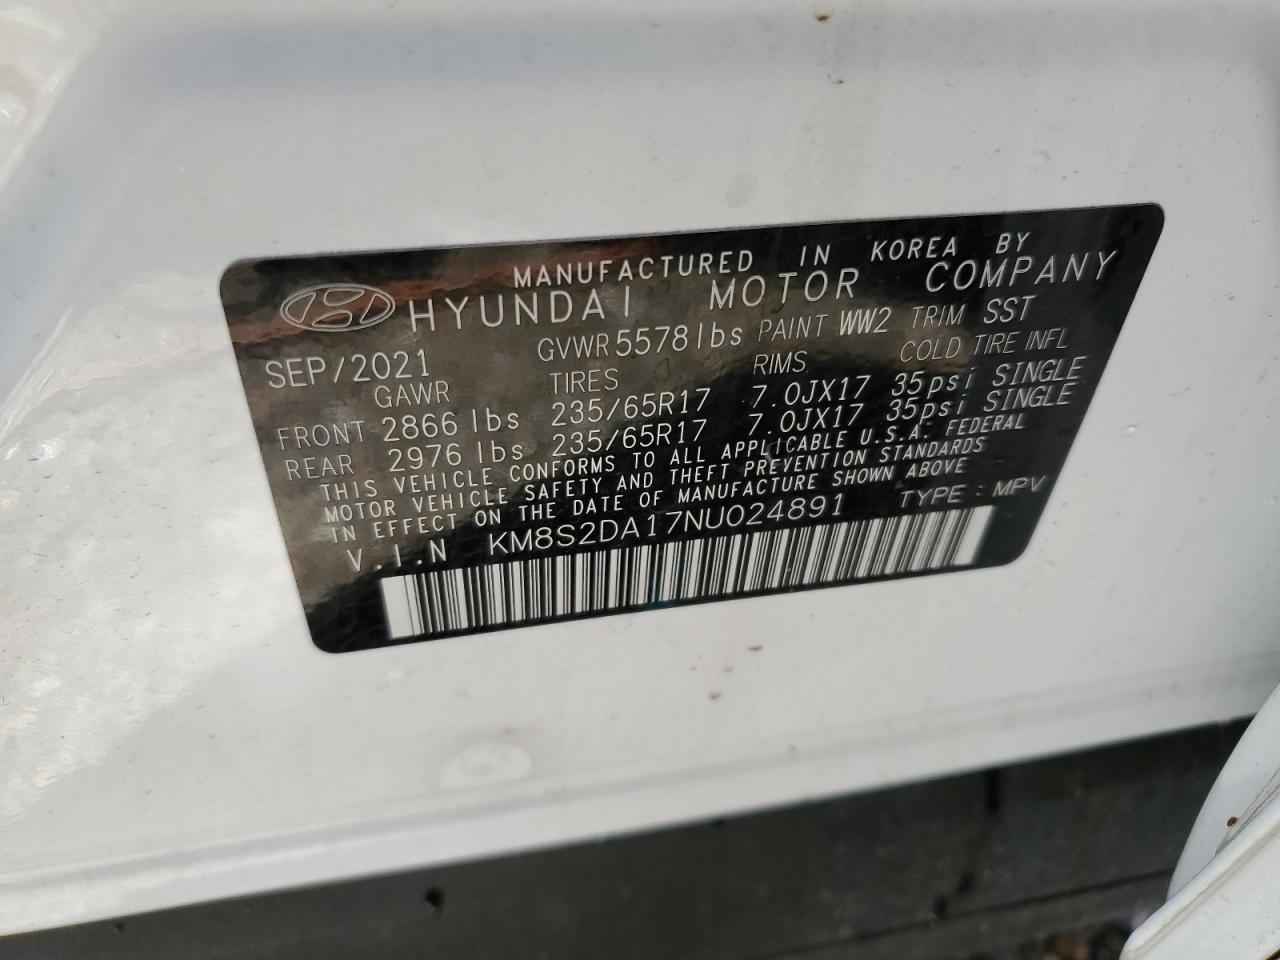 MANUFACTURED IN KOREA BY
HYUNDAI MOTOR COMPANY
SEP/2021 GVWR 5578lbs PAINT WW2 TRIM SST
GAWR TIRES RIMS COLD TIRE INFL
FRONT 2866 lbs 235/65R17 7.0JX17 35psi SINGLE
REAR 2976 lbs 235/65R17 7.0JX17 35psi SINGLE
THIS VEHICLE CONFORMS TO ALL APPLICABLE U.S.A. FEDERAL
MOTOR VEHICLE SAFETY AND THEFT PREVENTION STANDARDS
IN EFFECT ON THE DATE OF MANUFACTURE SHOWN ABOVE
V.I.N KM8S2DA17NU024891 TYPE : MPV